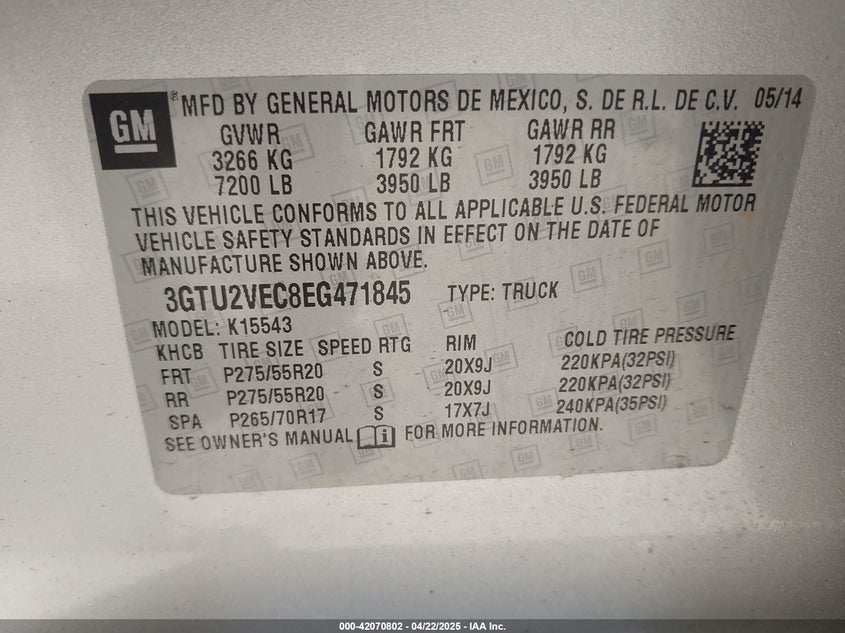 GM ® MFD BY GENERAL MOTORS DE MEXICO, S. DE R.L. DE C.V. 05/14
GVWR GAWR FRT GAWR RR
3266 KG 1792 KG 1792 KG
7200 LB 3950 LB 3950 LB
THIS VEHICLE CONFORMS TO ALL APPLICABLE U.S. FEDERAL MOTOR
VEHICLE SAFETY STANDARDS IN EFFECT ON THE DATE OF
MANUFACTURE SHOWN ABOVE.
3GTU2VEC8EG471845 TYPE: TRUCK
MODEL: K15543
KHCB TIRE SIZE SPEED RTG RIM COLD TIRE PRESSURE
FRT P275/55R20 S 20X9J 220KPA(32PSI)
RR P275/55R20 S 20X9J 220KPA(32PSI)
SPA P265/70R17 S 17X7J 240KPA(35PSI)
SEE OWNER'S MANUAL i FOR MORE INFORMATION.
000-42070802 - 04/22/2025 - IAA Inc.